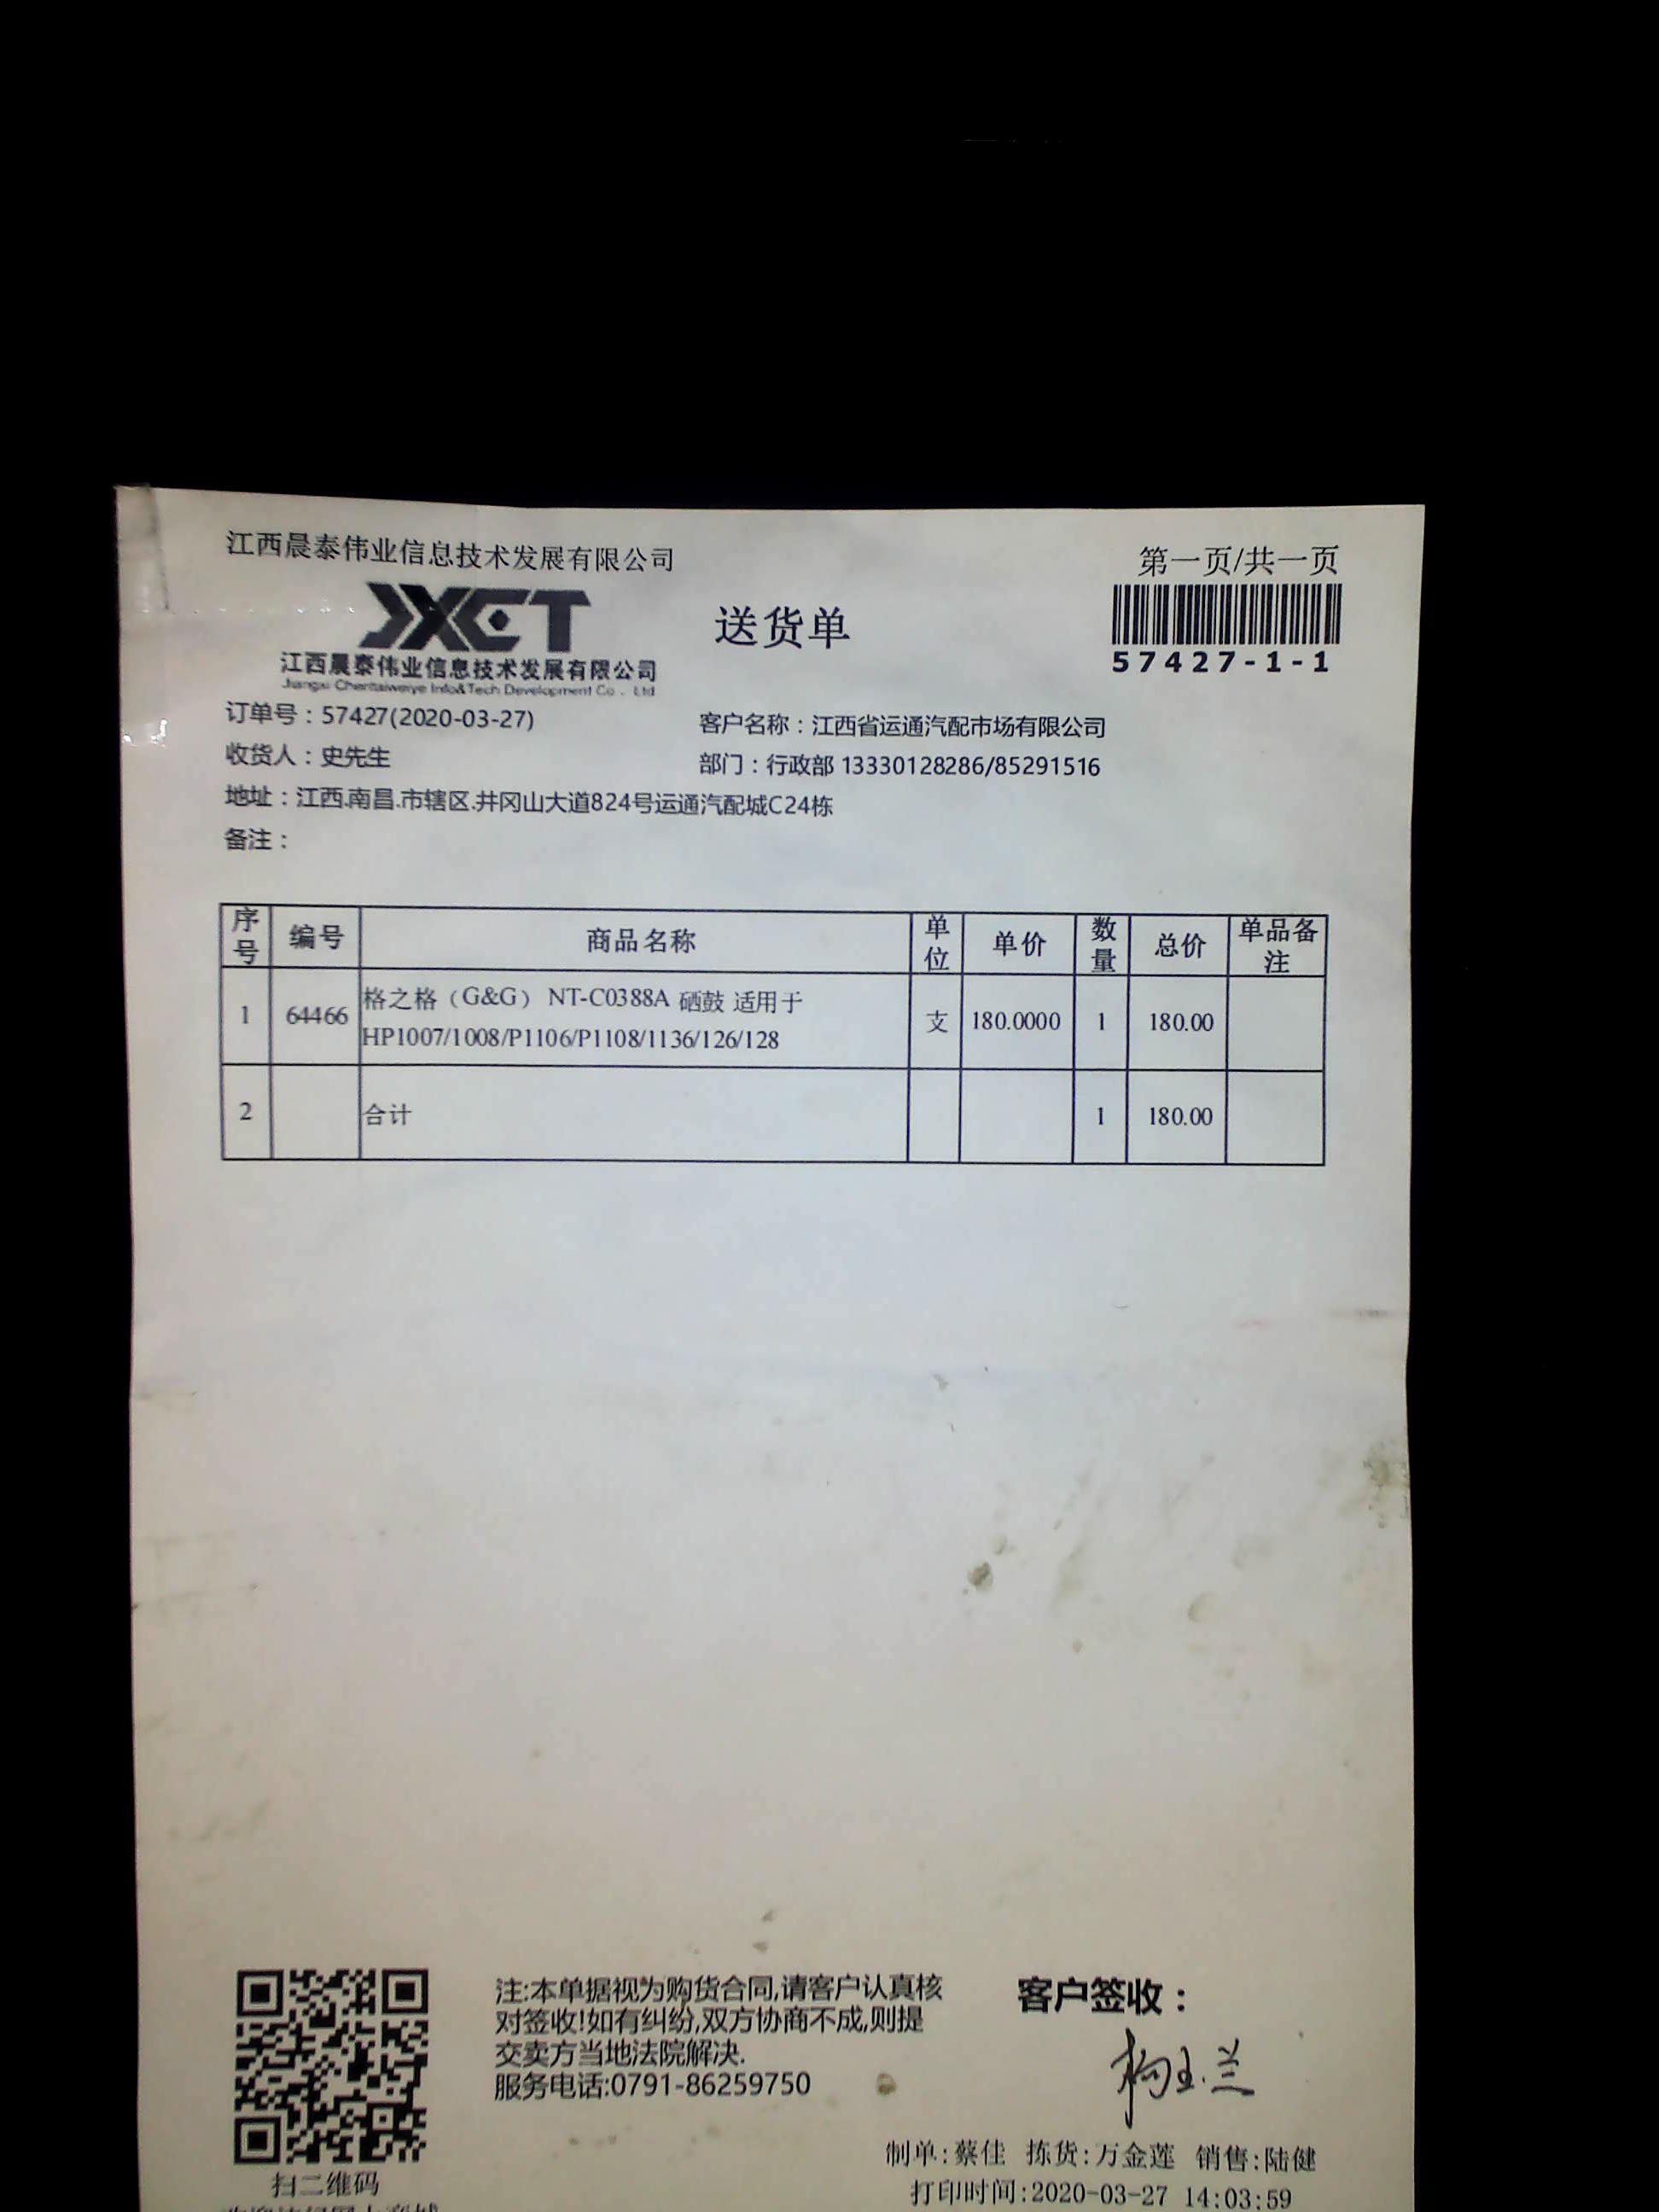 江西晨泰伟业信息技术发展有限公司
第一页/共一页
JXCT
送货单
江西晨泰伟业信息技术发展有限公司
Jiangxi Chentaiweiye Info&Tech Development Co., Ltd
57427-1-1
订单号：57427(2020-03-27)
客户名称：江西省运通汽配市场有限公司
收货人：史先生
部门：行政部 13330128286/85291516
地址：江西.南昌.市辖区.井冈山大道824号运通汽配城C24栋
备注：
序号 编号 商品名称 单位 单价 数量 总价 单品备注
1 64466 格之格（G&G） NT-C0388A 硒鼓 适用于 支 180.0000 1 180.00
HP1007/1008/P1106/P1108/1136/126/128
2 合计 1 180.00
注:本单据视为购货合同,请客户认真核
对签收!如有纠纷,双方协商不成,则提
交卖方当地法院解决.
服务电话:0791-86259750
客户签收：
扫二维码
制单:蔡佳 拣货:万金莲 销售:陆健
打印时间:2020-03-27 14:03:59